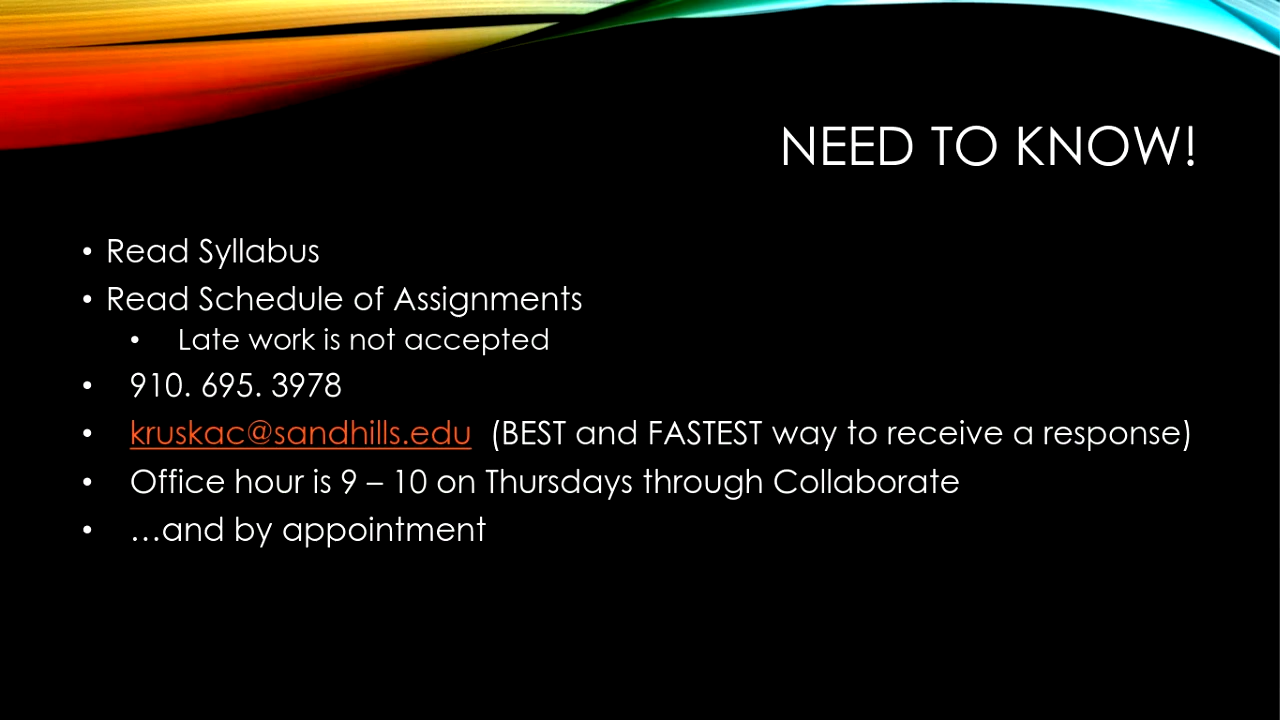 NEED TO KNOW!
• Read Syllabus
• Read Schedule of Assignments
• Late work is not accepted
• 910. 695. 3978
• kruskac@sandhills.edu (BEST and FASTEST way to receive a response)
• Office hour is 9 – 10 on Thursdays through Collaborate
• …and by appointment